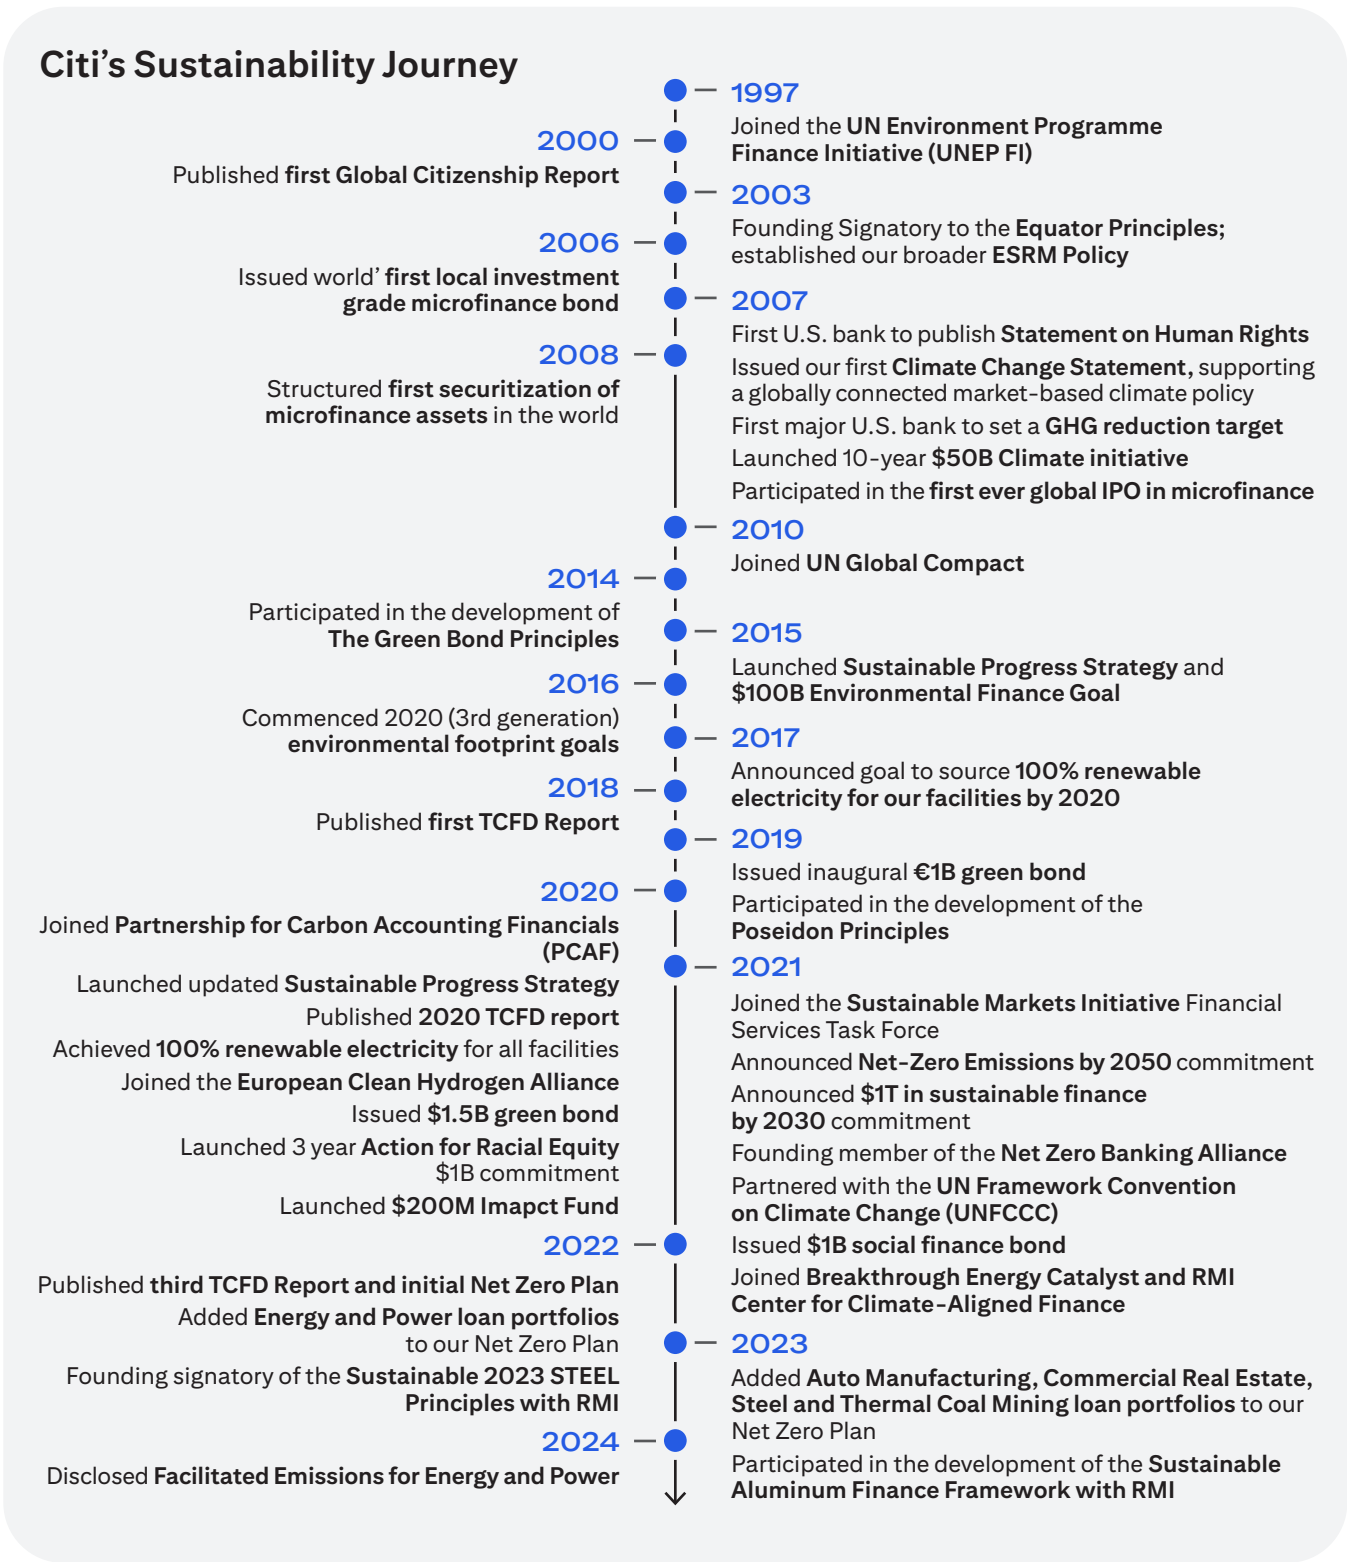 Citi’s Sustainability Journey
1997
Joined the UN Environment Programme
Finance Initiative (UNEP FI)
2000
Published first Global Citizenship Report
2003
Founding Signatory to the Equator Principles;
established our broader ESRM Policy
2006
Issued world’ first local investment
grade microfinance bond
2007
First U.S. bank to publish Statement on Human Rights
Issued our first Climate Change Statement, supporting
a globally connected market-based climate policy
First major U.S. bank to set a GHG reduction target
Launched 10-year $50B Climate initiative
Participated in the first ever global IPO in microfinance
2008
Structured first securitization of
microfinance assets in the world
2010
Joined UN Global Compact
2014
Participated in the development of
The Green Bond Principles
2015
Launched Sustainable Progress Strategy and
$100B Environmental Finance Goal
2016
Commenced 2020 (3rd generation)
environmental footprint goals
2017
Announced goal to source 100% renewable
electricity for our facilities by 2020
2018
Published first TCFD Report
2019
Issued inaugural €1B green bond
Participated in the development of the
Poseidon Principles
2020
Joined Partnership for Carbon Accounting Financials
(PCAF)
Launched updated Sustainable Progress Strategy
Published 2020 TCFD report
Achieved 100% renewable electricity for all facilities
Joined the European Clean Hydrogen Alliance
Issued $1.5B green bond
Launched 3 year Action for Racial Equity
$1B commitment
Launched $200M Imapct Fund
2021
Joined the Sustainable Markets Initiative Financial
Services Task Force
Announced Net-Zero Emissions by 2050 commitment
Announced $1T in sustainable finance
by 2030 commitment
Founding member of the Net Zero Banking Alliance
Partnered with the UN Framework Convention
on Climate Change (UNFCCC)
Issued $1B social finance bond
Joined Breakthrough Energy Catalyst and RMI
Center for Climate-Aligned Finance
2022
Published third TCFD Report and initial Net Zero Plan
Added Energy and Power loan portfolios
to our Net Zero Plan
Founding signatory of the Sustainable 2023 STEEL
Principles with RMI
2023
Added Auto Manufacturing, Commercial Real Estate,
Steel and Thermal Coal Mining loan portfolios to our
Net Zero Plan
Participated in the development of the Sustainable
Aluminum Finance Framework with RMI
2024
Disclosed Facilitated Emissions for Energy and Power